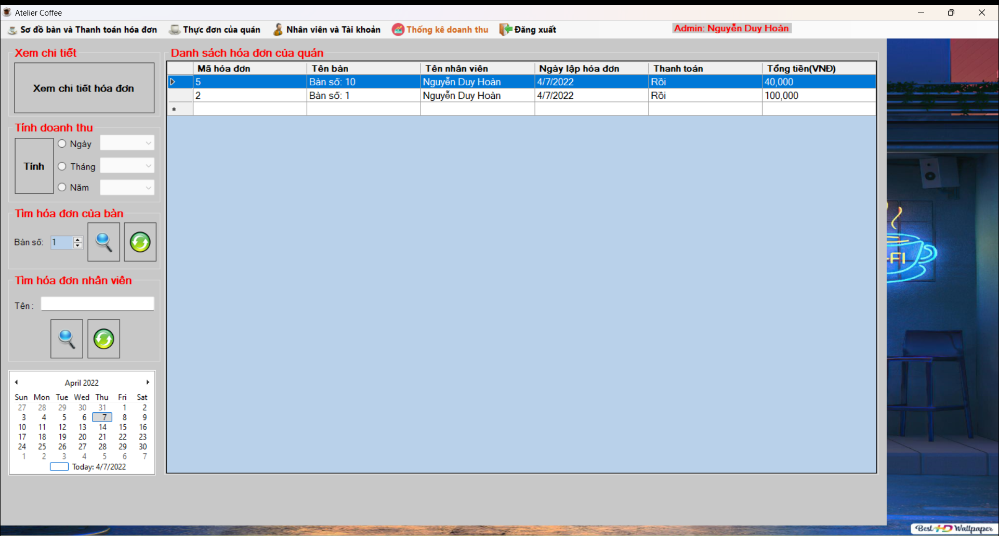 Atelier Coffee
Sơ đồ bàn và Thanh toán hóa đơn Thực đơn của quán Nhân viên và Tài khoản Thống kê doanh thu Đăng xuất Admin: Nguyễn Duy Hoàn
Xem chi tiết
Xem chi tiết hóa đơn
Tính doanh thu
Tính
Ngày
Tháng
Năm
Tìm hóa đơn của bàn
Bàn số: 1
Tìm hóa đơn nhân viên
Tên :
April 2022
Sun Mon Tue Wed Thu Fri Sat
27 28 29 30 31 1 2
3 4 5 6 7 8 9
10 11 12 13 14 15 16
17 18 19 20 21 22 23
24 25 26 27 28 29 30
1 2 3 4 5 6 7
Today: 4/7/2022
Danh sách hóa đơn của quán
Mã hóa đơn Tên bàn Tên nhân viên Ngày lập hóa đơn Thanh toán Tổng tiền(VNĐ)
5 Bàn số: 10 Nguyễn Duy Hoàn 4/7/2022 Rồi 40,000
2 Bàn số: 1 Nguyễn Duy Hoàn 4/7/2022 Rồi 100,000
*
-FI
Best HD Wallpaper